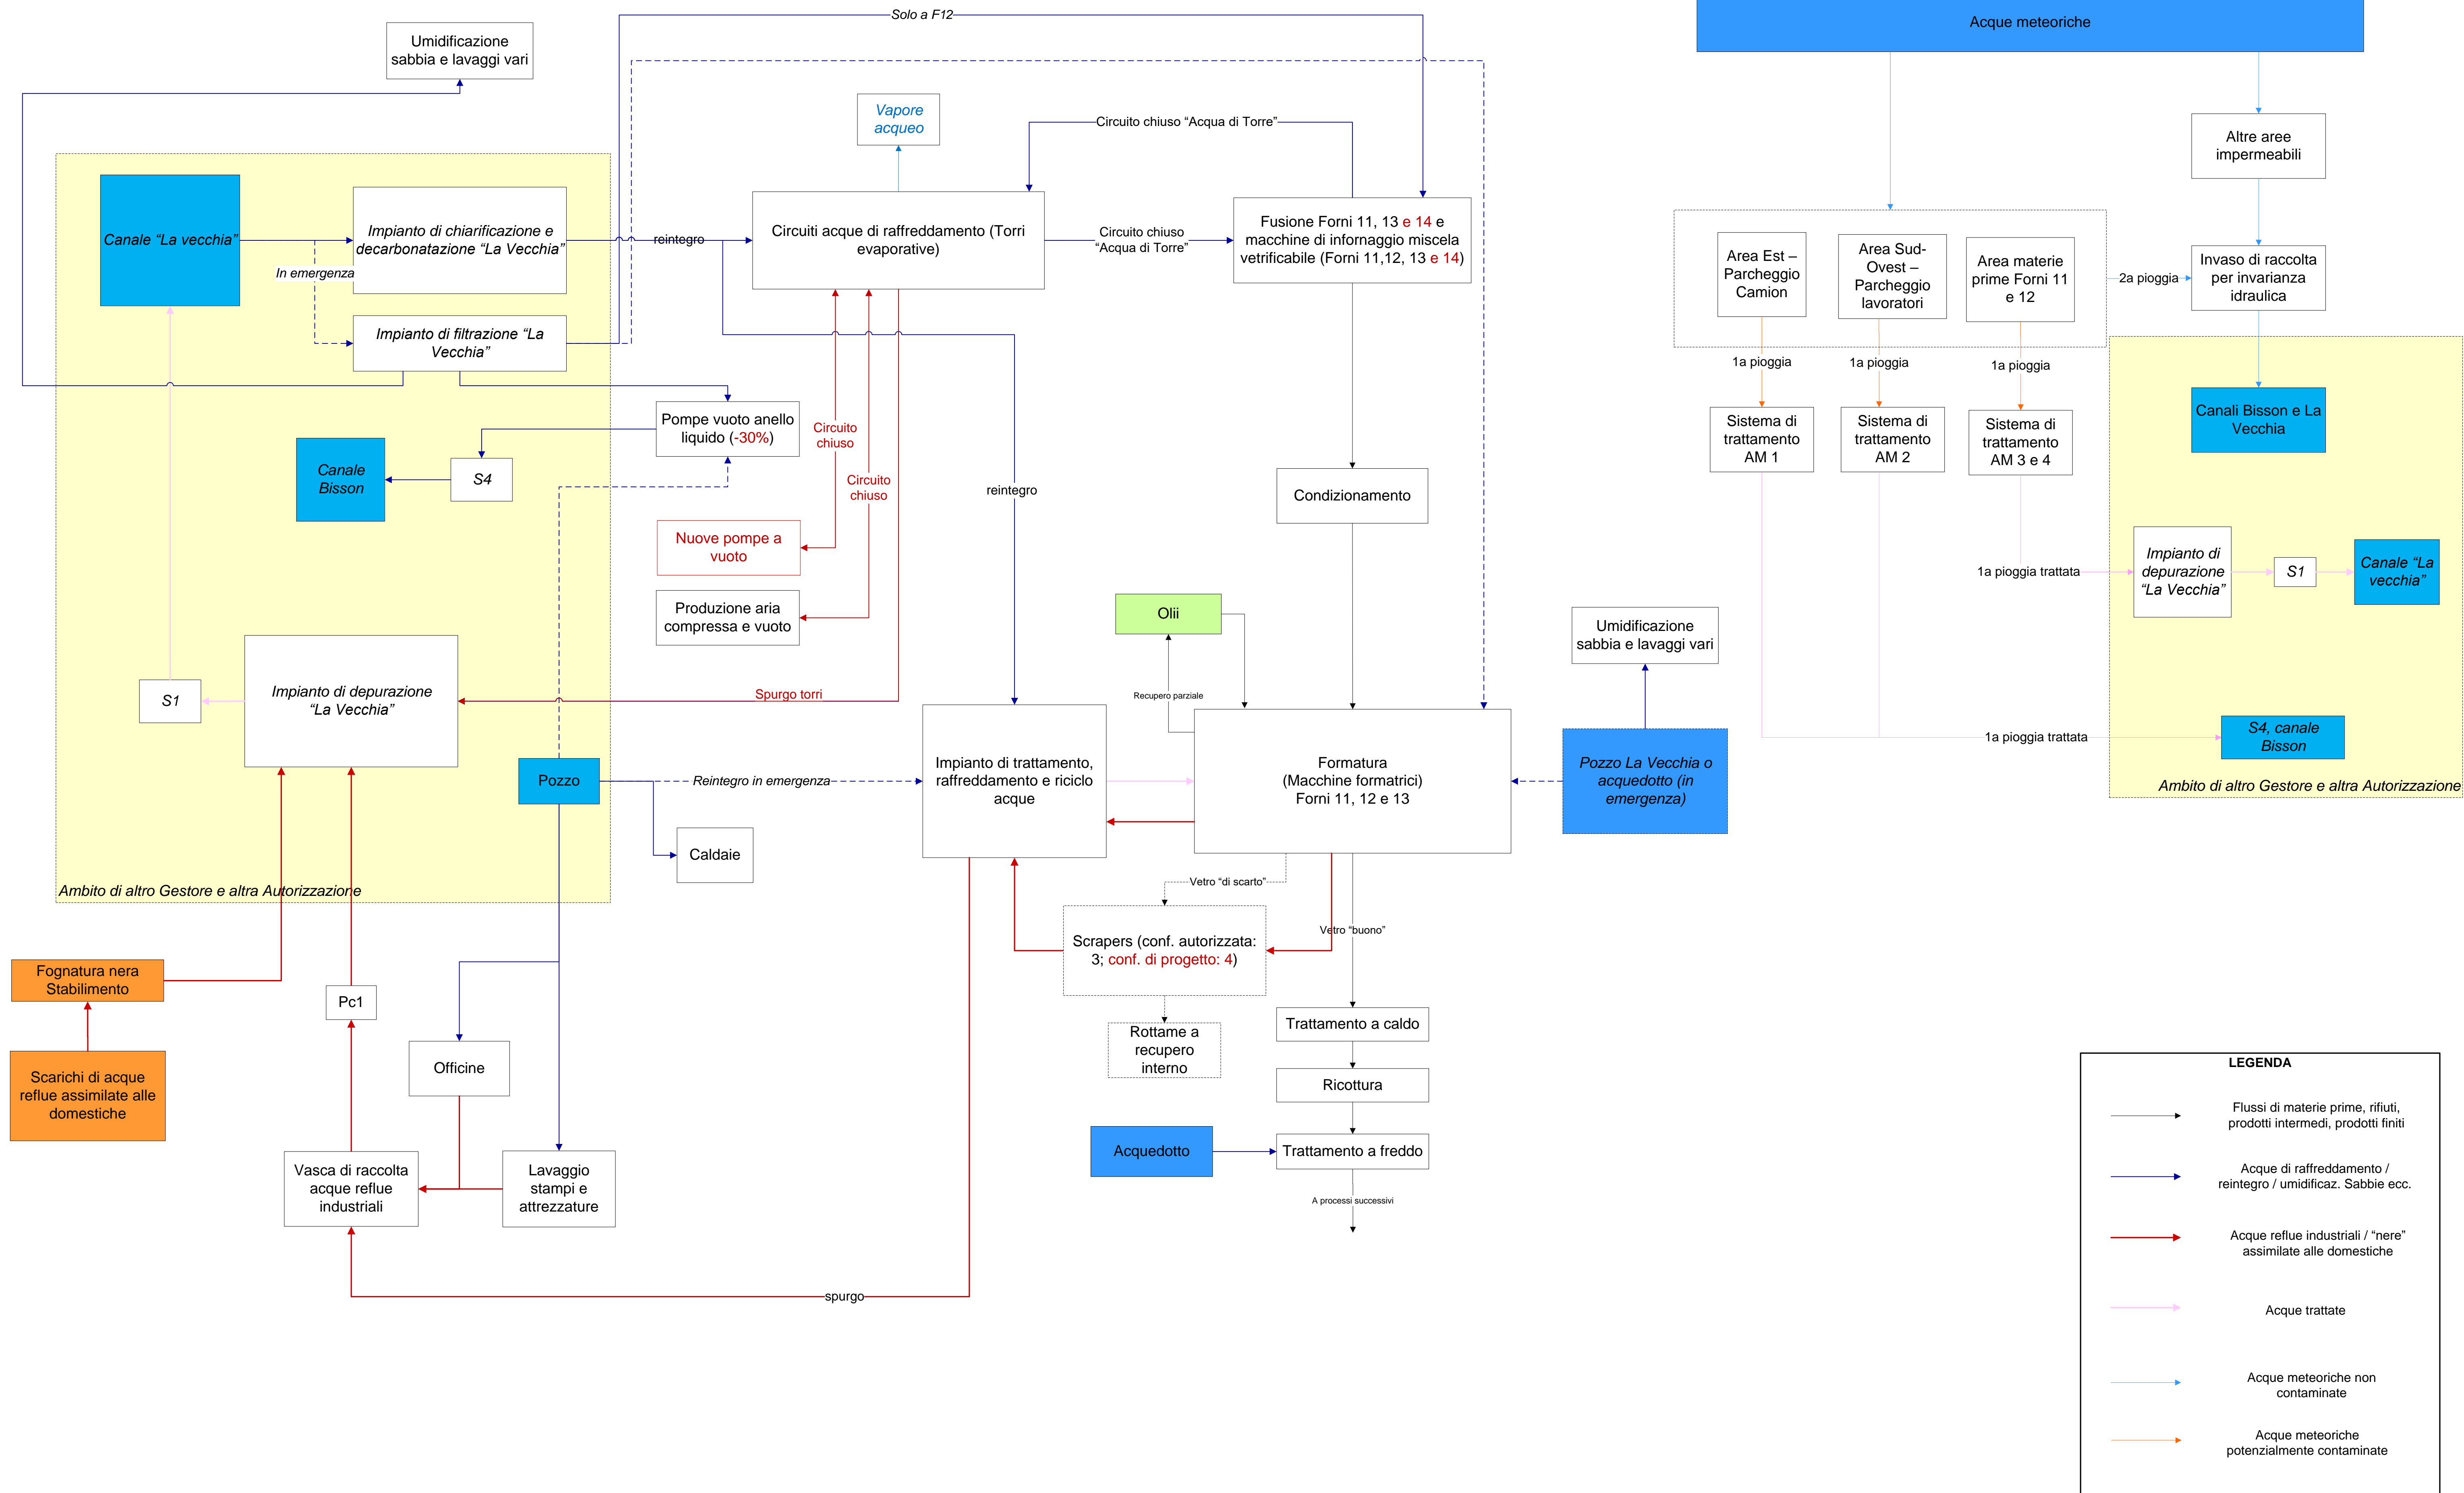 Solo a F12
Acque meteoriche
Umidificazione
sabbia e lavaggi vari
Vapore
acqueo
Circuito chiuso “Acqua di Torre”
Altre aree
impermeabili
Canale “La vecchia”
Impianto di chiarificazione e
decarbonatazione “La Vecchia”
In emergenza
reintegro
Circuiti acque di raffreddamento (Torri
evaporative)
Circuito chiuso
“Acqua di Torre”
Fusione Forni 11, 13 e 14 e
macchine di infornaggio miscela
vetrificabile (Forni 11,12, 13 e 14)
Area Est –
Parcheggio
Camion
Area Sud-
Ovest –
Parcheggio
lavoratori
Area materie
prime Forni 11
e 12
2a pioggia
Invaso di raccolta
per invarianza
idraulica
Impianto di filtrazione “La
Vecchia”
1a pioggia
1a pioggia
1a pioggia
Pompe vuoto anello
liquido (-30%)
Circuito
chiuso
Circuito
chiuso
Sistema di
trattamento
AM 1
Sistema di
trattamento
AM 2
Sistema di
trattamento
AM 3 e 4
Canali Bisson e La
Vecchia
Canale
Bisson
S4
reintegro
Condizionamento
Nuove pompe a
vuoto
Produzione aria
compressa e vuoto
1a pioggia trattata
Impianto di
depurazione
“La Vecchia”
S1
Canale “La
vecchia”
Olii
Recupero parziale
Umidificazione
sabbia e lavaggi vari
S1
Impianto di depurazione
“La Vecchia”
Spurgo torri
1a pioggia trattata
S4, canale
Bisson
Ambito di altro Gestore e altra Autorizzazione
Pozzo
Reintegro in emergenza
Impianto di trattamento,
raffreddamento e riciclo
acque
Formatura
(Macchine formatrici)
Forni 11, 12 e 13
Pozzo La Vecchia o
acquedotto (in
emergenza)
Caldaie
Ambito di altro Gestore e altra Autorizzazione
Vetro “di scarto”
Vetro “buono”
Scrapers (conf. autorizzata:
3; conf. di progetto: 4)
Fognatura nera
Stabilimento
Pc1
Rottame a
recupero
interno
Trattamento a caldo
Scarichi di acque
reflue assimilate alle
domestiche
Officine
Ricottura
Acquedotto
Trattamento a freddo
A processi successivi
Vasca di raccolta
acque reflue
industriali
Lavaggio
stampi e
attrezzature
spurgo
LEGENDA
Flussi di materie prime, rifiuti,
prodotti intermedi, prodotti finiti
Acque di raffreddamento /
reintegro / umidificaz. Sabbie ecc.
Acque reflue industriali / “nere”
assimilate alle domestiche
Acque trattate
Acque meteoriche non
contaminate
Acque meteoriche
potenzialmente contaminate